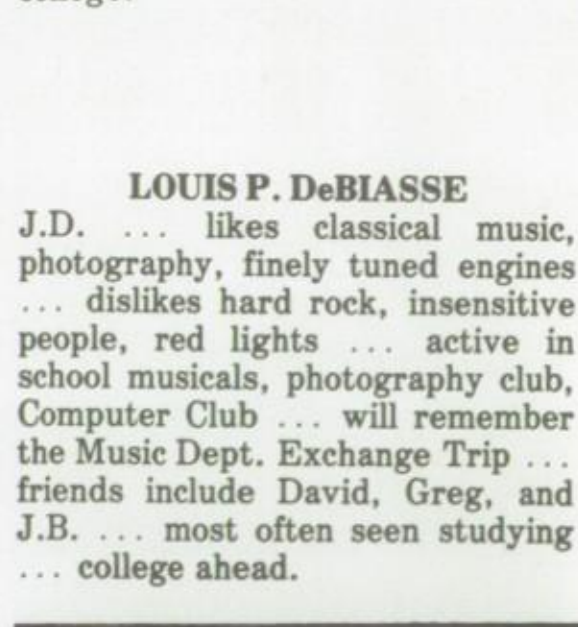 college.
LOUIS P. DeBIASSE
J.D. ... likes classical music,
photography, finely tuned engines
... dislikes hard rock, insensitive
people, red lights ... active in
school musicals, photography club,
Computer Club ... will remember
the Music Dept. Exchange Trip ...
friends include David, Greg, and
J.B. ... most often seen studying
... college ahead.